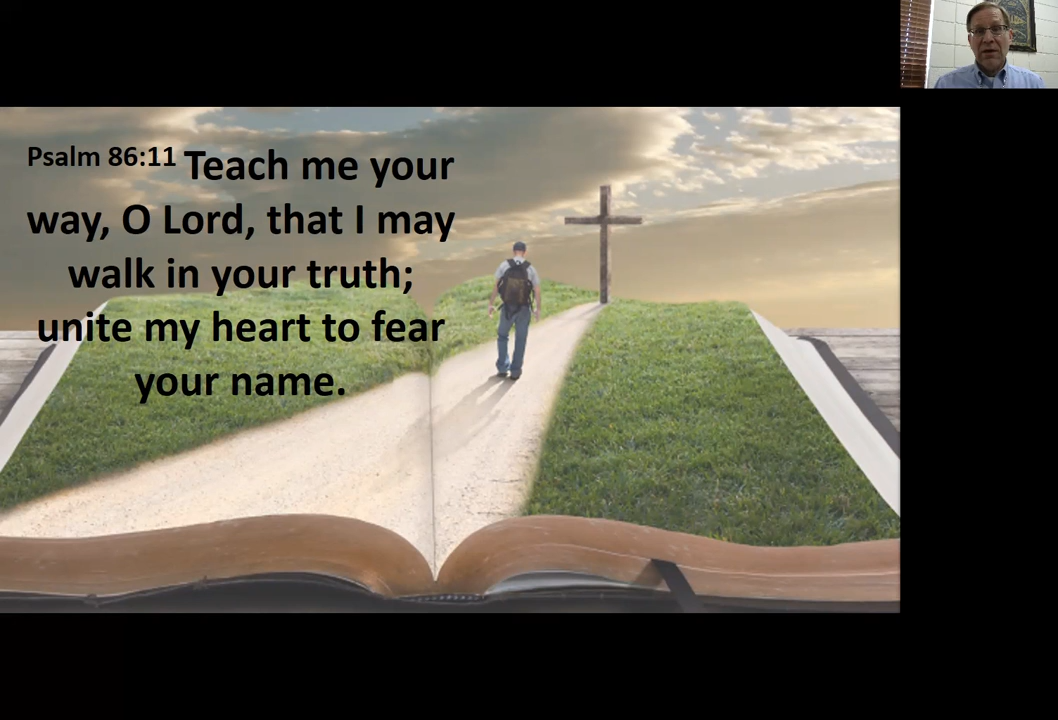 Psalm 86:11 Teach me your
way, O Lord, that I may
walk in your truth;
unite my heart to fear
your name.